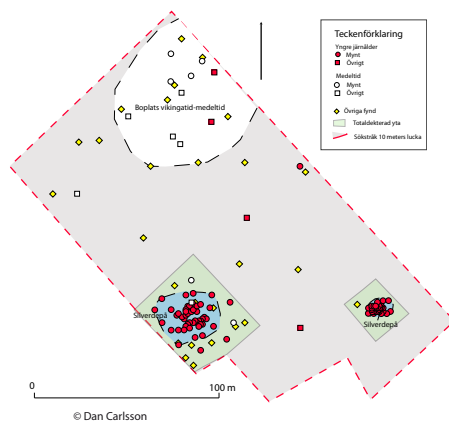 Teckenförklaring
Yngre järnålder
Mynt
Övrigt
Medeltid
Mynt
Övrigt
Övriga fynd
Totaldekterad yta
Sökstråk 10 meters lucka
Boplats vikingatid-medeltid
Silverdepå
Silverdepå
0
100 m
© Dan Carlsson